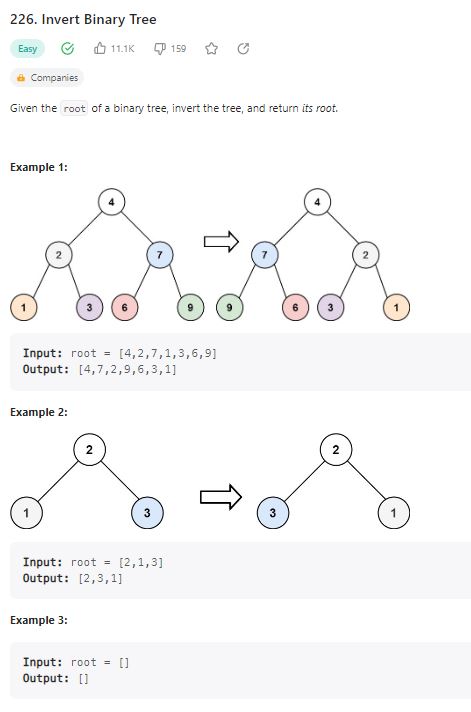 226. Invert Binary Tree
Easy 11.1K 159
Companies
Given the root of a binary tree, invert the tree, and return its root.
Example 1:
4 4
2 7 7 2
1 3 6 9 9 6 3 1
Input: root = [4,2,7,1,3,6,9]
Output: [4,7,2,9,6,3,1]
Example 2:
2 2
1 3 3 1
Input: root = [2,1,3]
Output: [2,3,1]
Example 3:
Input: root = []
Output: []